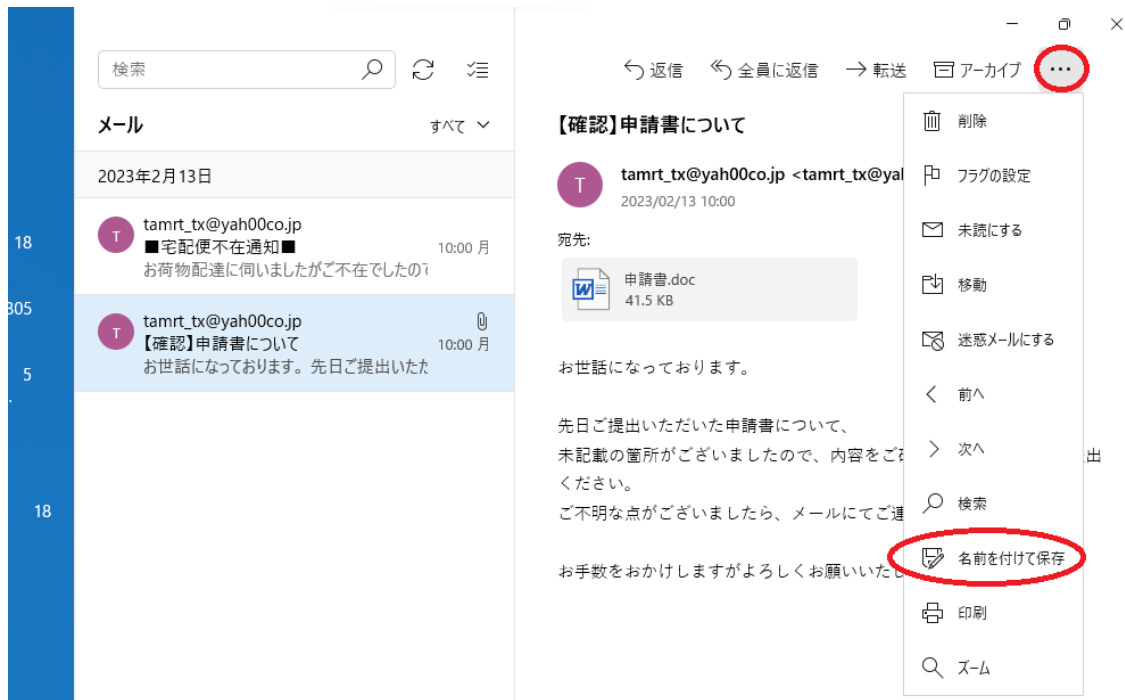 検索
返信
全員に返信
転送
アーカイブ
メール
すべて
2023年2月13日
tamrt_tx@yah00co.jp
■宅配便不在通知■
10:00 月
お荷物配達に伺いましたがご不在でしたので
tamrt_tx@yah00co.jp
【確認】申請書について
10:00 月
お世話になっております。先日ご提出いただ
18
305
5
18
【確認】申請書について
T
T
T
tamrt_tx@yah00co.jp <tamrt_tx@yal
2023/02/13 10:00
宛先:
申請書.doc
41.5 KB
お世話になっております。
先日ご提出いただいた申請書について、
未記載の箇所がございましたので、内容をご
出
ください。
ご不明な点がございましたら、メールにてご連
お手数をおかけしますがよろしくお願いいたし
削除
フラグの設定
未読にする
移動
迷惑メールにする
前へ
次へ
検索
名前を付けて保存
印刷
ズーム